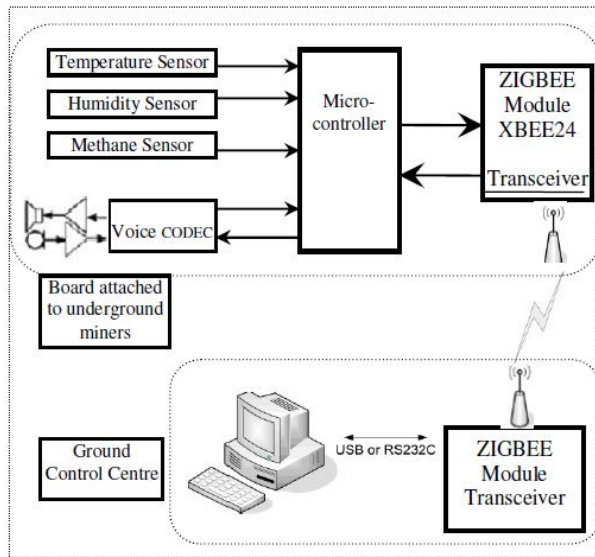 Temperature Sensor
Humidity Sensor
Methane Sensor
Voice CODEC
Micro-
controller
ZIGBEE
Module
XBEE24
Transceiver
Board attached
to underground
miners
Ground
Control Centre
USB or RS232C
ZIGBEE
Module
Transceiver